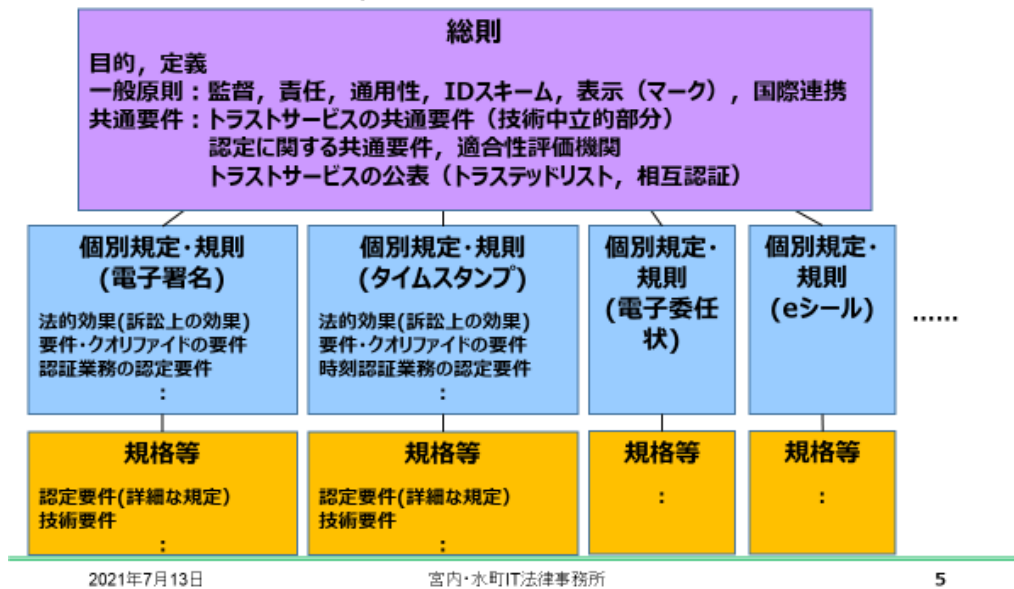 総則
目的，定義
一般原則：監督，責任，通用性，IDスキーム，表示（マーク），国際連携
共通要件：トラストサービスの共通要件（技術中立的部分）
認定に関する共通要件，適合性評価機関
トラストサービスの公表（トラステッドリスト，相互認証）
個別規定･規則
(電子署名)
法的効果(訴訟上の効果)
要件･クオリファイドの要件
認証業務の認定要件
：
個別規定･規則
(タイムスタンプ)
法的効果(訴訟上の効果)
要件･クオリファイドの要件
時刻認証業務の認定要件
：
個別規定･
規則
(電子委任
状)
個別規定･
規則
(eシール)
……
規格等
認定要件(詳細な規定)
技術要件
：
規格等
認定要件(詳細な規定)
技術要件
：
規格等
：
規格等
：
2021年7月13日
宮内･水町IT法律事務所
5